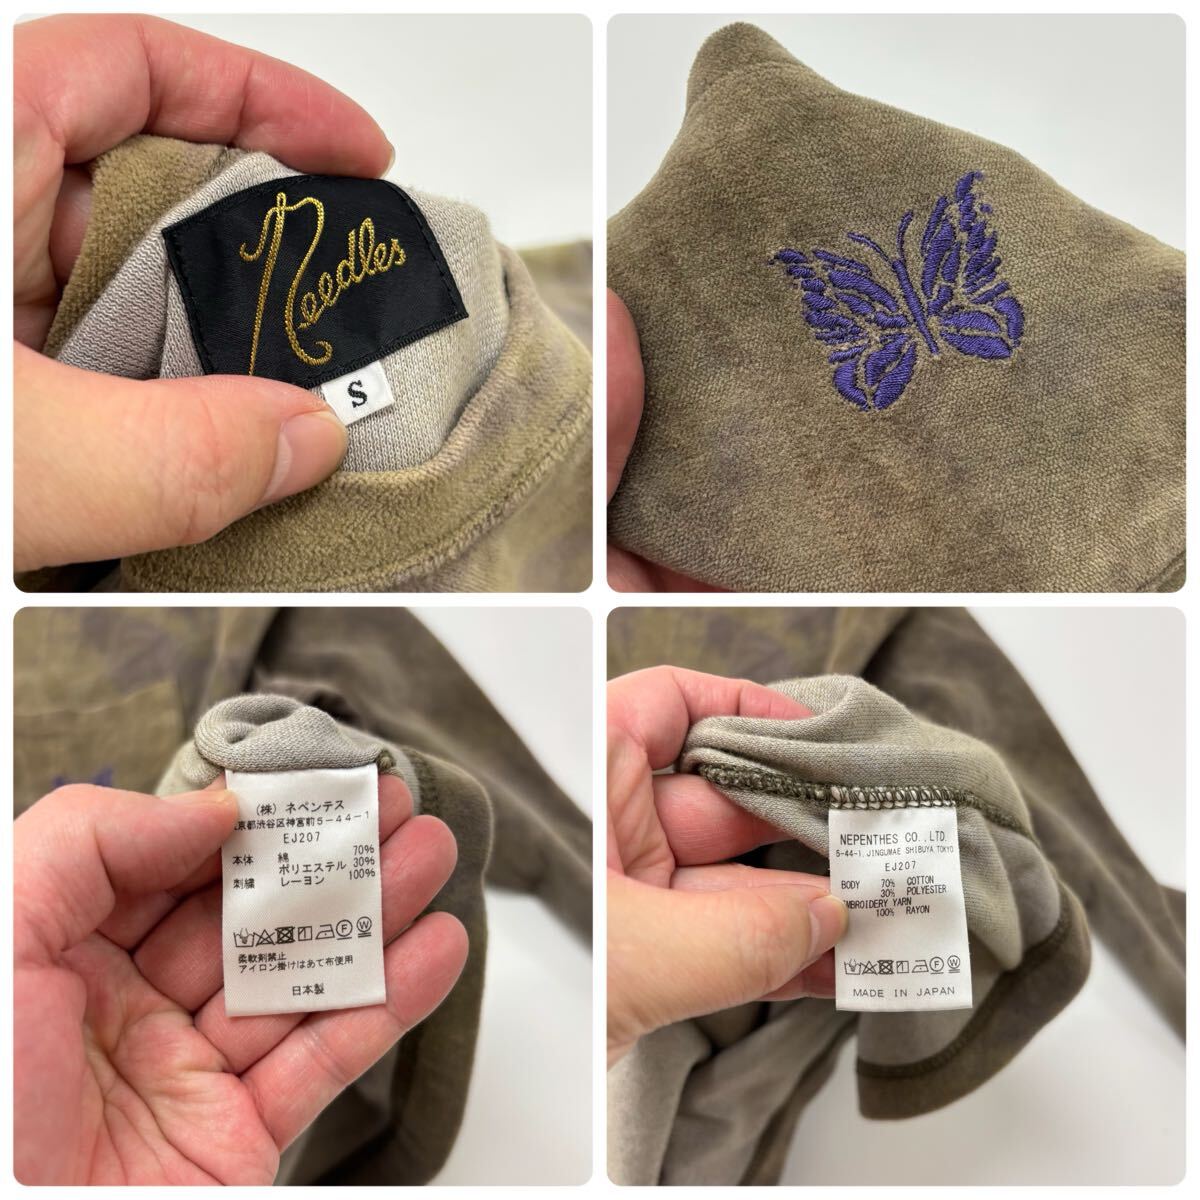 Needles
S
(株) ネペンテス
京都渋谷区神宮前5-44-1
EJ207
本体 綿 70%
ポリエステル 30%
刺繍 レーヨン 100%
F W
柔軟剤禁止
アイロン掛けはあて布使用
日本製
NEPENTHES CO.,LTD.
5-44-1, JINGUMAE SHIBUYA, TOKYO
EJ207
BODY 70% COTTON
30% POLYESTER
EMBROIDERY YARN
100% RAYON
F W
MADE IN JAPAN